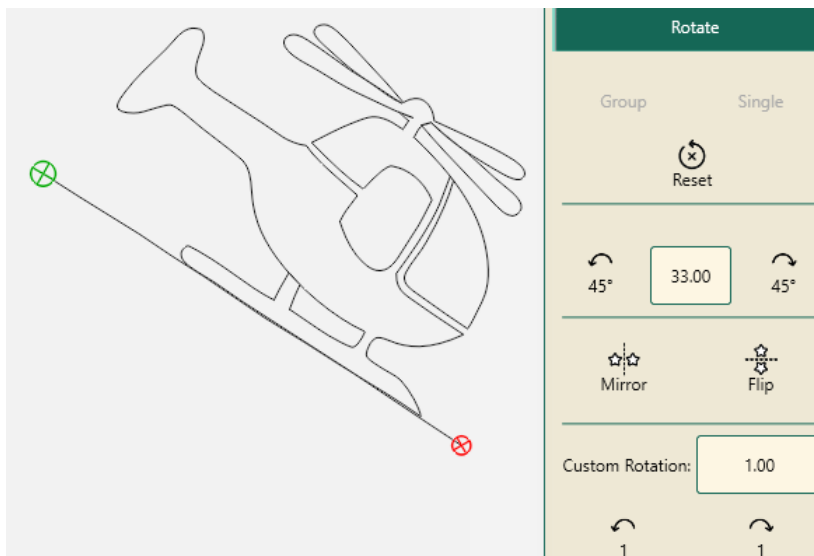 Rotate
Group Single
Reset
45° 33.00 45°
Mirror Flip
Custom Rotation: 1.00
1 1